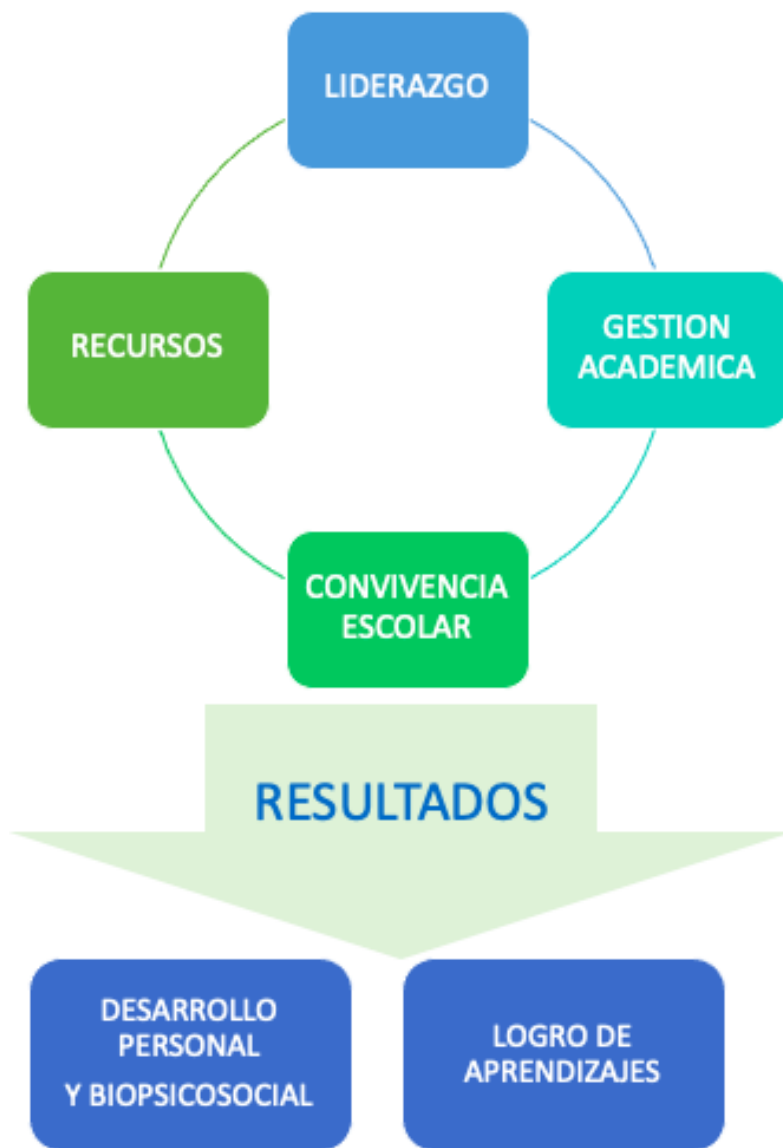 LIDERAZGO
RECURSOS
GESTION
ACADEMICA
CONVIVENCIA
ESCOLAR
RESULTADOS
DESARROLLO
PERSONAL
Y BIOPSICOSOCIAL
LOGRO DE
APRENDIZAJES